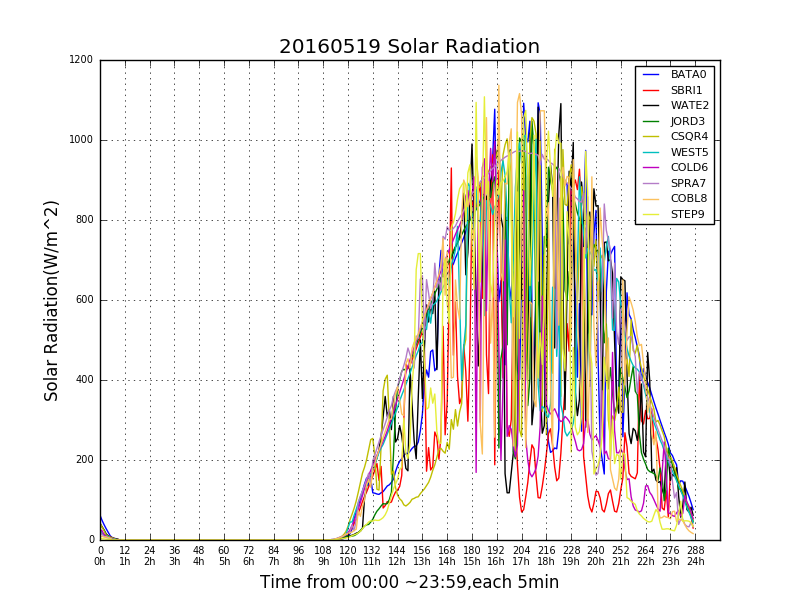 20160519 Solar Radiation
1200
1000
800
600
400
200
0
Solar Radiation(W/m^2)
BATA0
SBRI1
WATE2
JORD3
CSQR4
WEST5
COLD6
SPRA7
COBL8
STEP9
0 12 24 36 48 60 72 84 96 108 120 132 144 156 168 180 192 204 216 228 240 252 264 276 288
0h 1h 2h 3h 4h 5h 6h 7h 8h 9h 10h 11h 12h 13h 14h 15h 16h 17h 18h 19h 20h 21h 22h 23h 24h
Time from 00:00 ~23:59,each 5min